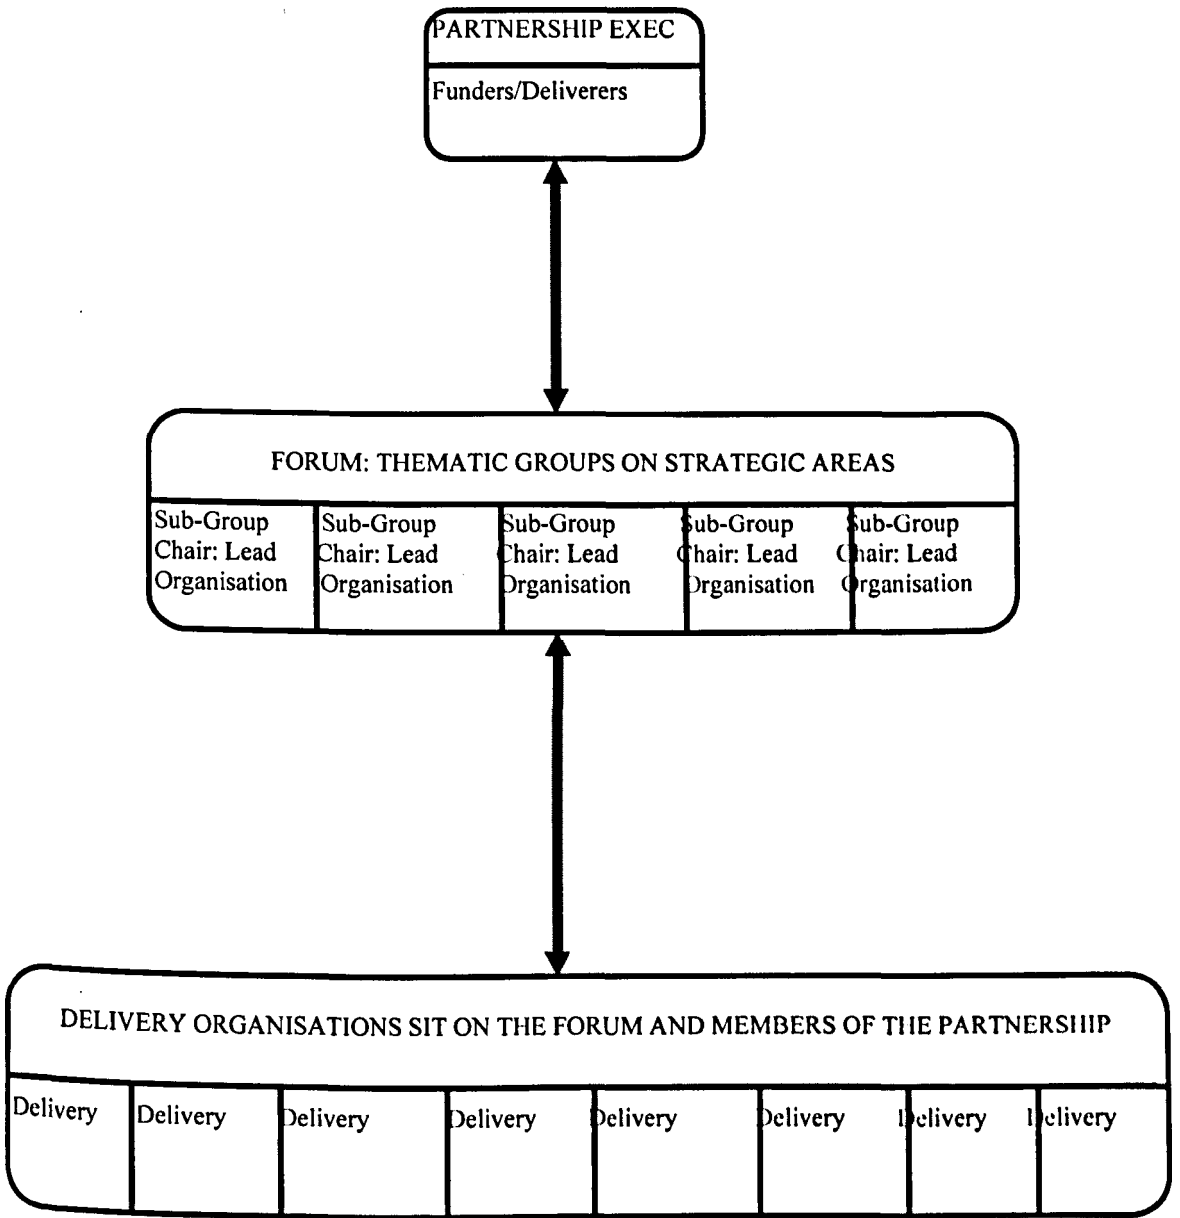 PARTNERSHIP EXEC
Funders/Deliverers
FORUM: THEMATIC GROUPS ON STRATEGIC AREAS
Sub-Group
Chair: Lead
Organisation
Sub-Group
Chair: Lead
Organisation
Sub-Group
Chair: Lead
Organisation
Sub-Group
Chair: Lead
Organisation
Sub-Group
Chair: Lead
Organisation
DELIVERY ORGANISATIONS SIT ON THE FORUM AND MEMBERS OF THE PARTNERSHIP
Delivery
Delivery
Delivery
Delivery
Delivery
Delivery
Delivery
Delivery